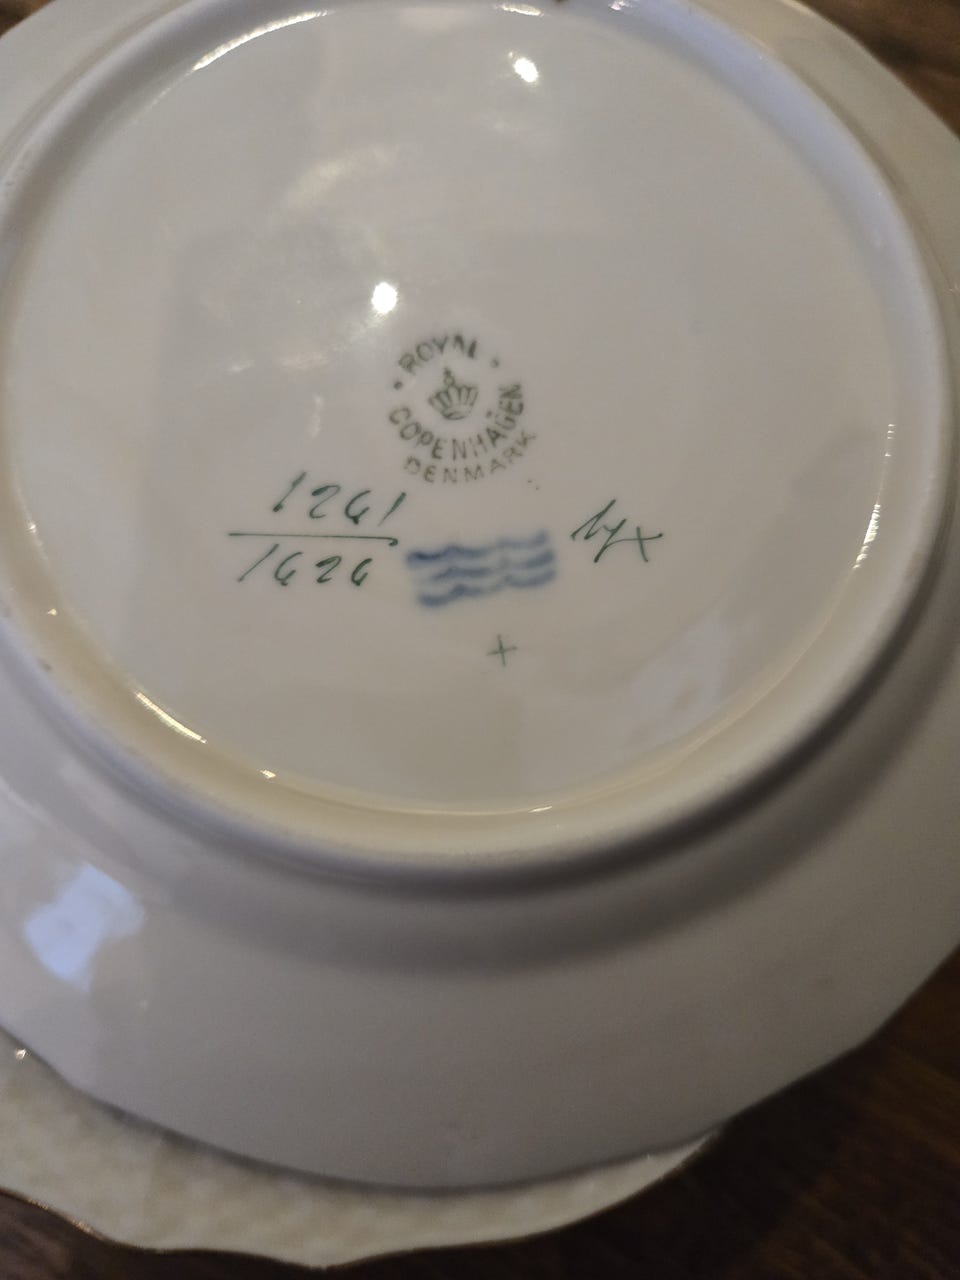 ROYAL
COPENHAGEN
DENMARK
1261
1626
+